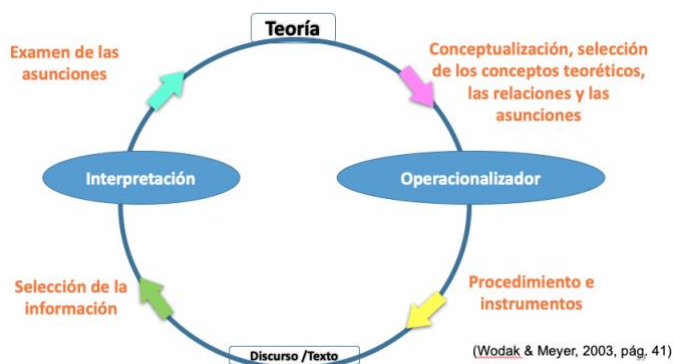 Teoría
Examen de las
asunciones
Conceptualización, selección
de los conceptos teoréticos,
las relaciones y las
asunciones
Interpretación
Operacionalizador
Selección de la
información
Procedimiento e
instrumentos
Discurso /Texto
(Wodak & Meyer, 2003, pág. 41)